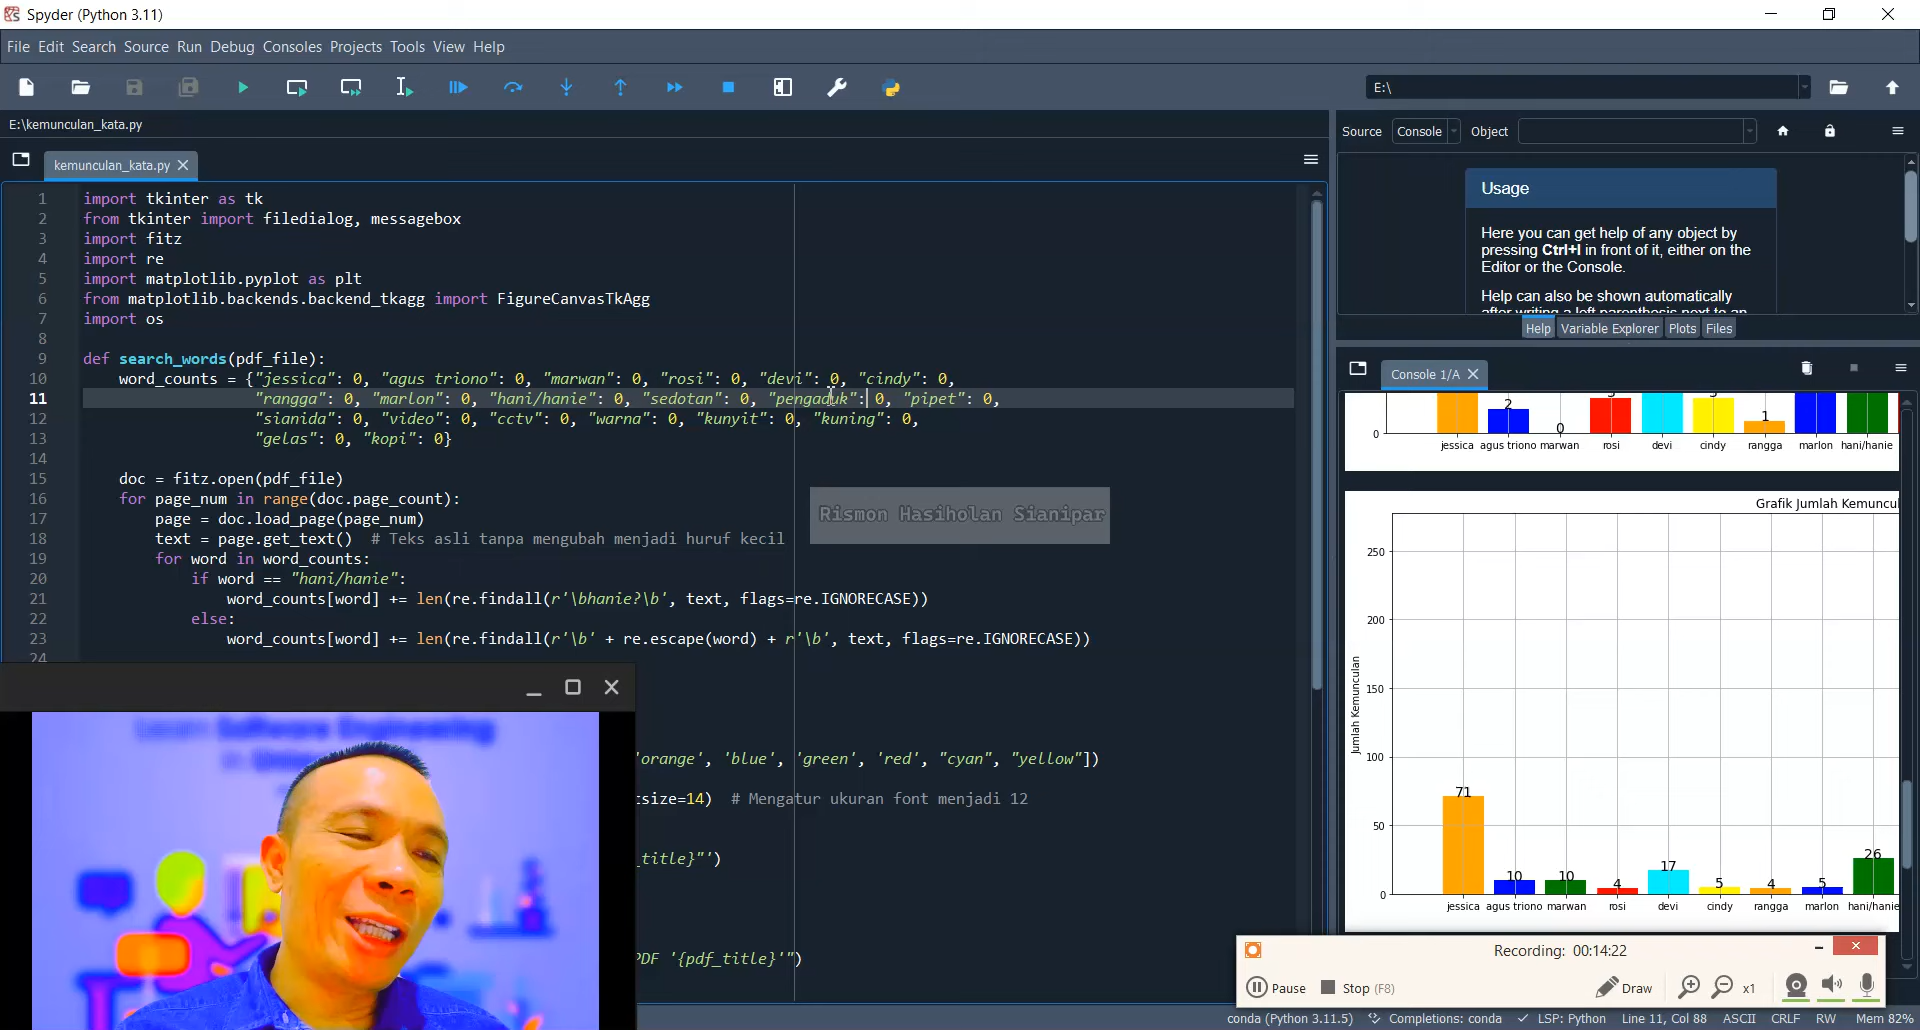 Spyder (Python 3.11)
File Edit Search Source Run Debug Consoles Projects Tools View Help
E:\
E:\kemunculan_kata.py
kemunculan_kata.py
1 import tkinter as tk
2 from tkinter import filedialog, messagebox
3 import fitz
4 import re
5 import matplotlib.pyplot as plt
6 from matplotlib.backends.backend_tkagg import FigureCanvasTkAgg
7 import os
8
9 def search_words(pdf_file):
10 word_counts = {"jessica": 0, "agus triono": 0, "marwan": 0, "rosi": 0, "devi": 0, "cindy": 0,
11 "rangga": 0, "marlon": 0, "hani/hanie": 0, "sedotan": 0, "pengaduk": 0, "pipet": 0,
12 "sianida": 0, "video": 0, "cctv": 0, "warna": 0, "kunyit": 0, "kuning": 0,
13 "gelas": 0, "kopi": 0}
14
15 doc = fitz.open(pdf_file)
16 for page_num in range(doc.page_count):
17 page = doc.load_page(page_num)
18 text = page.get_text() # Teks asli tanpa mengubah menjadi huruf kecil
19 for word in word_counts:
20 if word == "hani/hanie":
21 word_counts[word] += len(re.findall(r'\bhanie?\b', text, flags=re.IGNORECASE))
22 else:
23 word_counts[word] += len(re.findall(r'\b' + re.escape(word) + r'\b', text, flags=re.IGNORECASE))
24
Rismon Hasiholan Sianipar
'orange', 'blue', 'green', 'red', "cyan", "yellow"])
size=14) # Mengatur ukuran font menjadi 12
_title}"')
PDF '{pdf_title}'")
Learn Software Engineering
Source Console Object
Usage
Here you can get help of any object by
pressing Ctrl+I in front of it, either on the
Editor or the Console.
Help can also be shown automatically
after writing a left parenthesis next to an
Help Variable Explorer Plots Files
Console 1/A
2 0 1
0
jessica agus triono marwan rosi devi cindy rangga marlon hani/hanie
Grafik Jumlah Kemuncul
Jumlah Kemunculan
250
200
150
100
50
0
71 10 10 4 17 5 4 5 26
jessica agus triono marwan rosi devi cindy rangga marlon hani/hanie
Recording: 00:14:22
Pause Stop (F8) Draw x1
conda (Python 3.11.5) Completions: conda LSP: Python Line 11, Col 88 ASCII CRLF RW Mem 82%